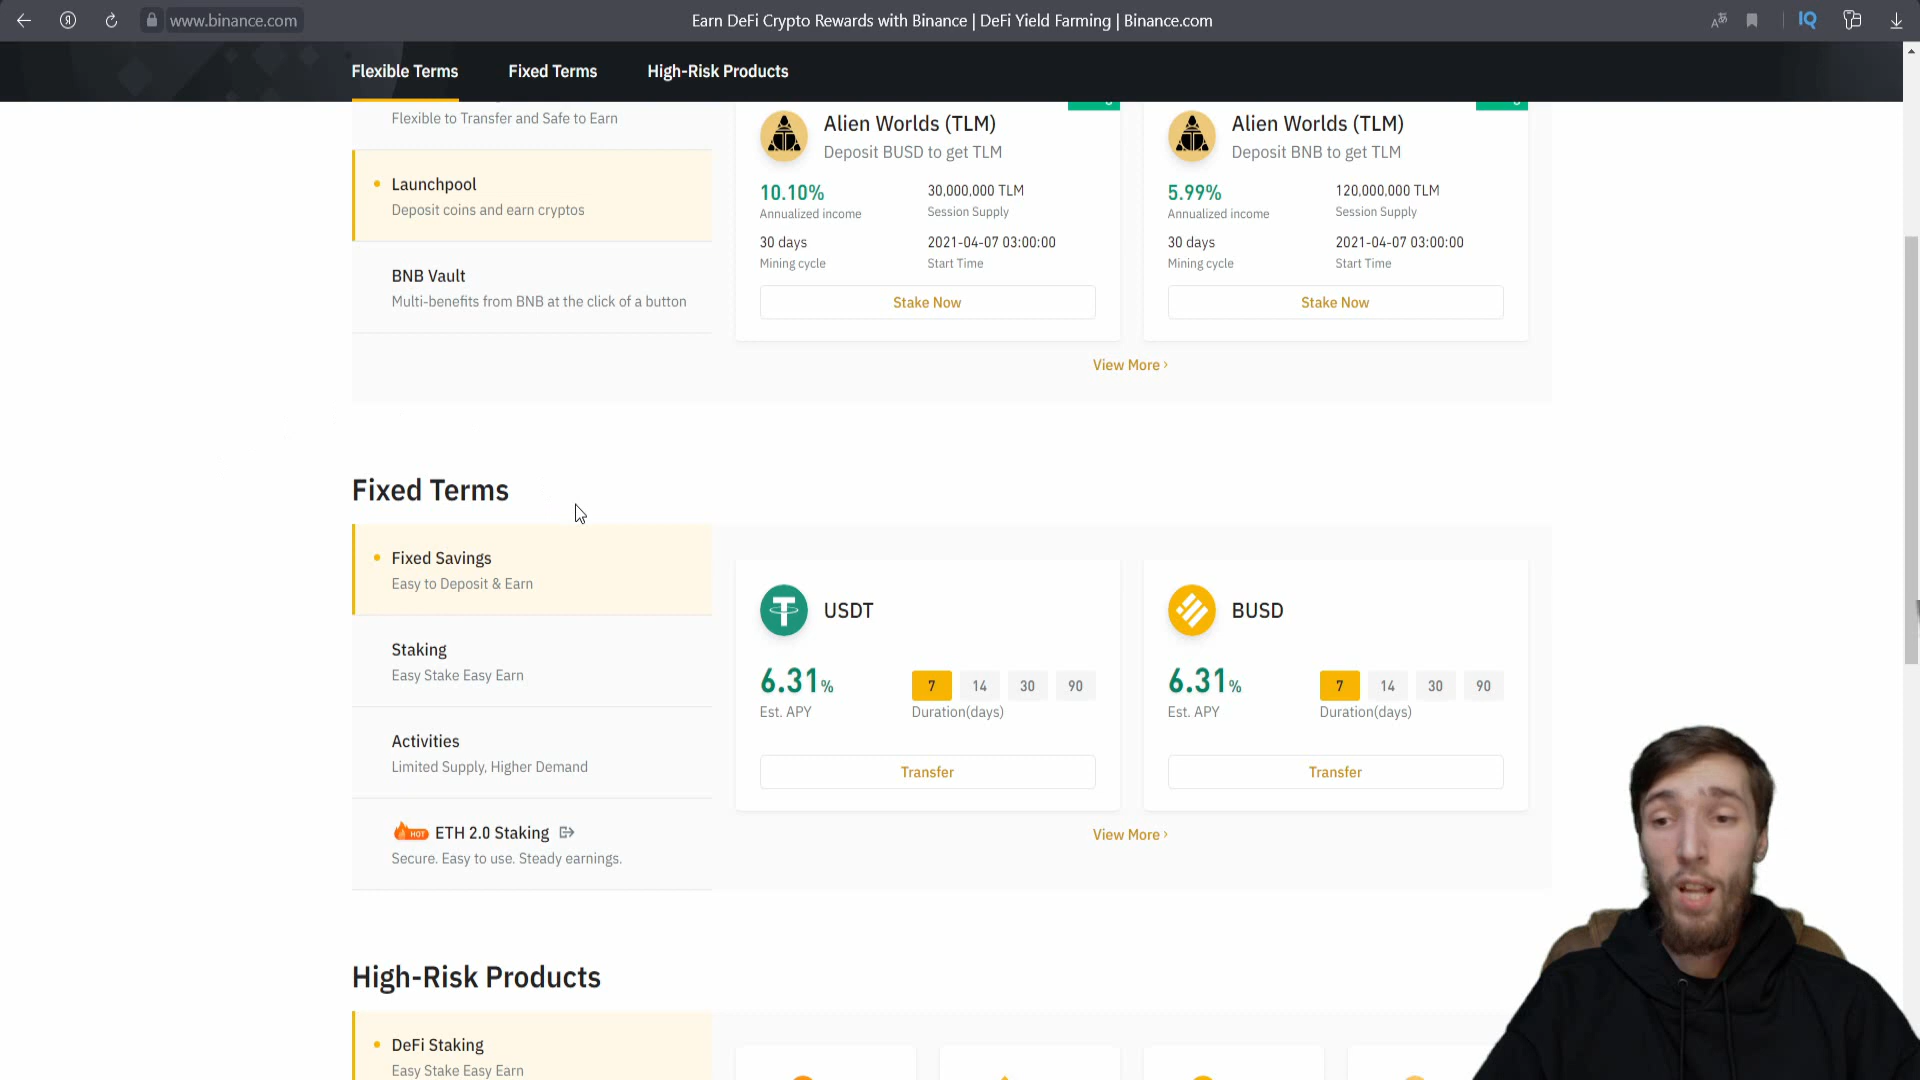 www.binance.com
Earn DeFi Crypto Rewards with Binance | DeFi Yield Farming | Binance.com
IQ
Flexible Terms
Fixed Terms
High-Risk Products
Flexible to Transfer and Safe to Earn
Launchpool
Deposit coins and earn cryptos
BNB Vault
Multi-benefits from BNB at the click of a button
Alien Worlds (TLM)
Deposit BUSD to get TLM
10.10%
Annualized income
30,000,000 TLM
Session Supply
30 days
Mining cycle
2021-04-07 03:00:00
Start Time
Stake Now
Alien Worlds (TLM)
Deposit BNB to get TLM
5.99%
Annualized income
120,000,000 TLM
Session Supply
30 days
Mining cycle
2021-04-07 03:00:00
Start Time
Stake Now
View More ›
Fixed Terms
Fixed Savings
Easy to Deposit & Earn
Staking
Easy Stake Easy Earn
Activities
Limited Supply, Higher Demand
HOT ETH 2.0 Staking
Secure. Easy to use. Steady earnings.
USDT
6.31%
Est. APY
7 14 30 90
Duration(days)
Transfer
BUSD
6.31%
Est. APY
7 14 30 90
Duration(days)
Transfer
View More ›
High-Risk Products
DeFi Staking
Easy Stake Easy Earn